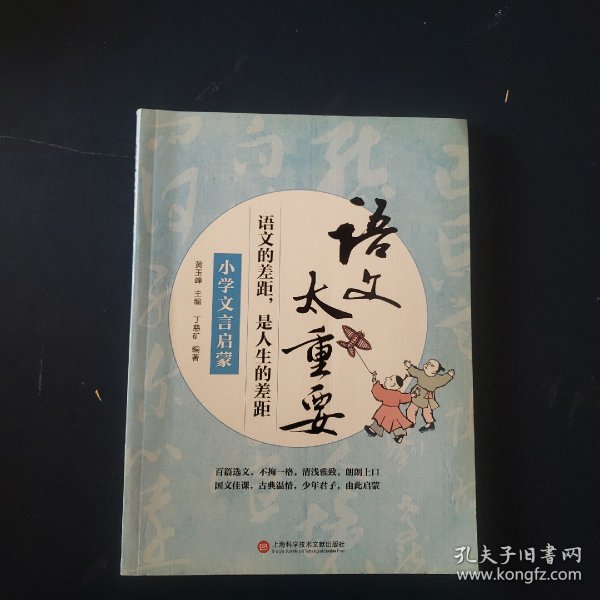 语文
太重要
语文的差距，是人生的差距
小学文言启蒙
黄玉峰 主编 丁慈矿 编著
百篇选文，不拘一格，清浅雅致，朗朗上口
国文佳课，古典温情，少年君子，由此启蒙
上海科学技术文献出版社
孔夫子旧书网
www.kongfz.com